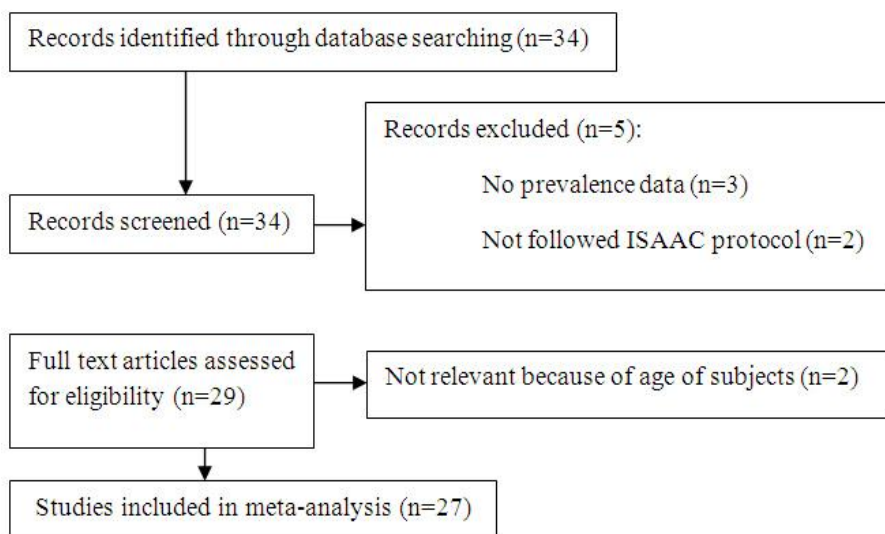 Records identified through database searching (n=34)
Records excluded (n=5):
No prevalence data (n=3)
Not followed ISAAC protocol (n=2)
Records screened (n=34)
Full text articles assessed
for eligibility (n=29)
Not relevant because of age of subjects (n=2)
Studies included in meta-analysis (n=27)